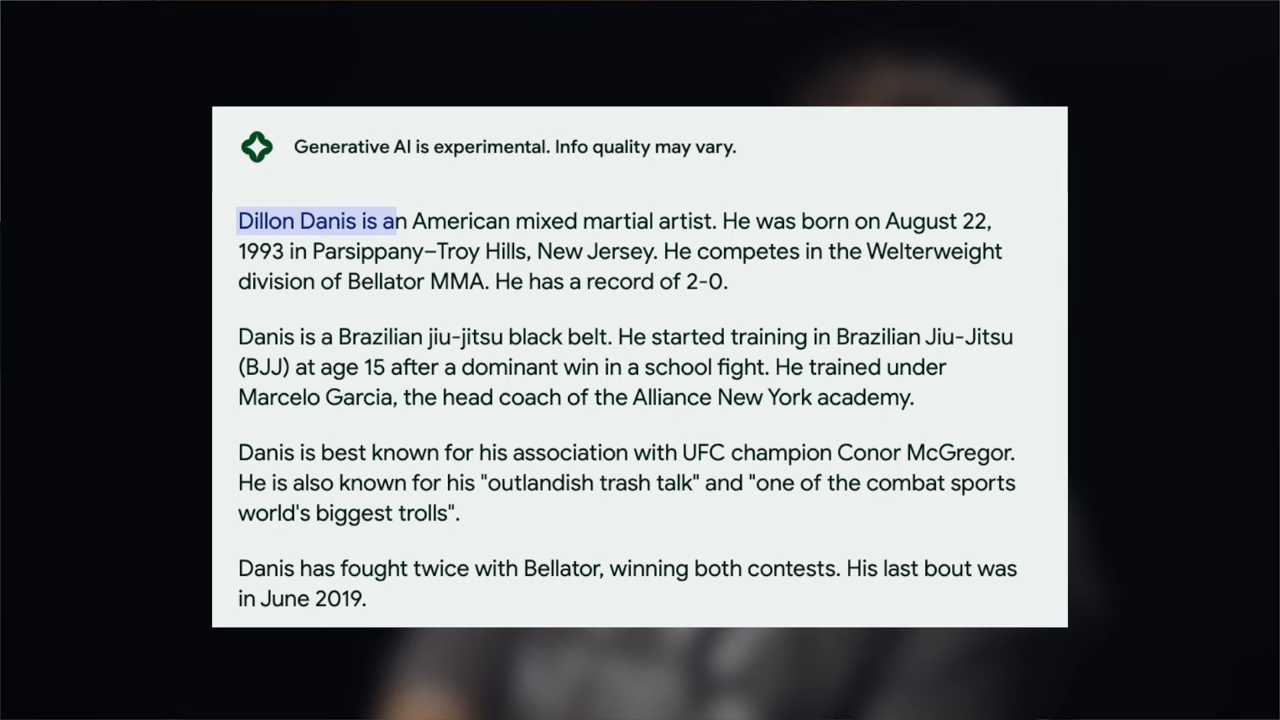 Generative AI is experimental. Info quality may vary.
Dillon Danis is an American mixed martial artist. He was born on August 22,
1993 in Parsippany–Troy Hills, New Jersey. He competes in the Welterweight
division of Bellator MMA. He has a record of 2-0.
Danis is a Brazilian jiu-jitsu black belt. He started training in Brazilian Jiu-Jitsu
(BJJ) at age 15 after a dominant win in a school fight. He trained under
Marcelo Garcia, the head coach of the Alliance New York academy.
Danis is best known for his association with UFC champion Conor McGregor.
He is also known for his "outlandish trash talk" and "one of the combat sports
world's biggest trolls".
Danis has fought twice with Bellator, winning both contests. His last bout was
in June 2019.